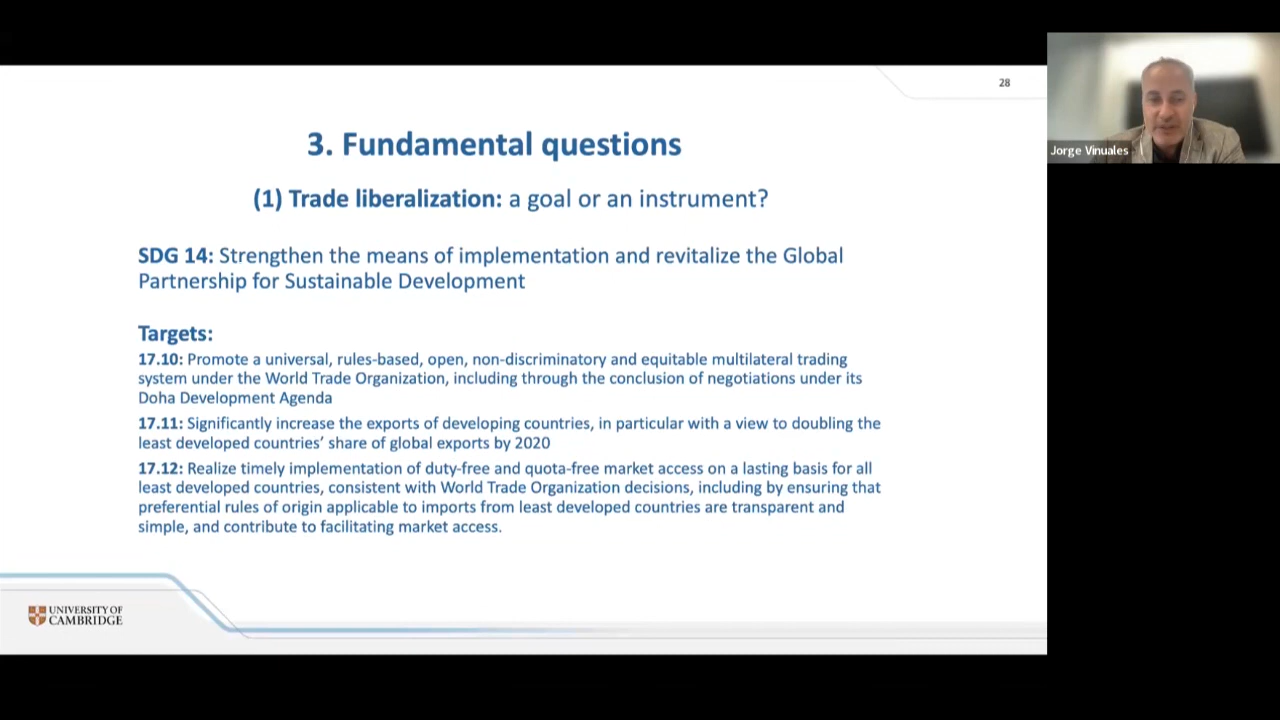 28
3. Fundamental questions
(1) Trade liberalization: a goal or an instrument?
SDG 14: Strengthen the means of implementation and revitalize the Global
Partnership for Sustainable Development
Targets:
17.10: Promote a universal, rules-based, open, non-discriminatory and equitable multilateral trading
system under the World Trade Organization, including through the conclusion of negotiations under its
Doha Development Agenda
17.11: Significantly increase the exports of developing countries, in particular with a view to doubling the
least developed countries’ share of global exports by 2020
17.12: Realize timely implementation of duty-free and quota-free market access on a lasting basis for all
least developed countries, consistent with World Trade Organization decisions, including by ensuring that
preferential rules of origin applicable to imports from least developed countries are transparent and
simple, and contribute to facilitating market access.
UNIVERSITY OF
CAMBRIDGE
Jorge Vinuales